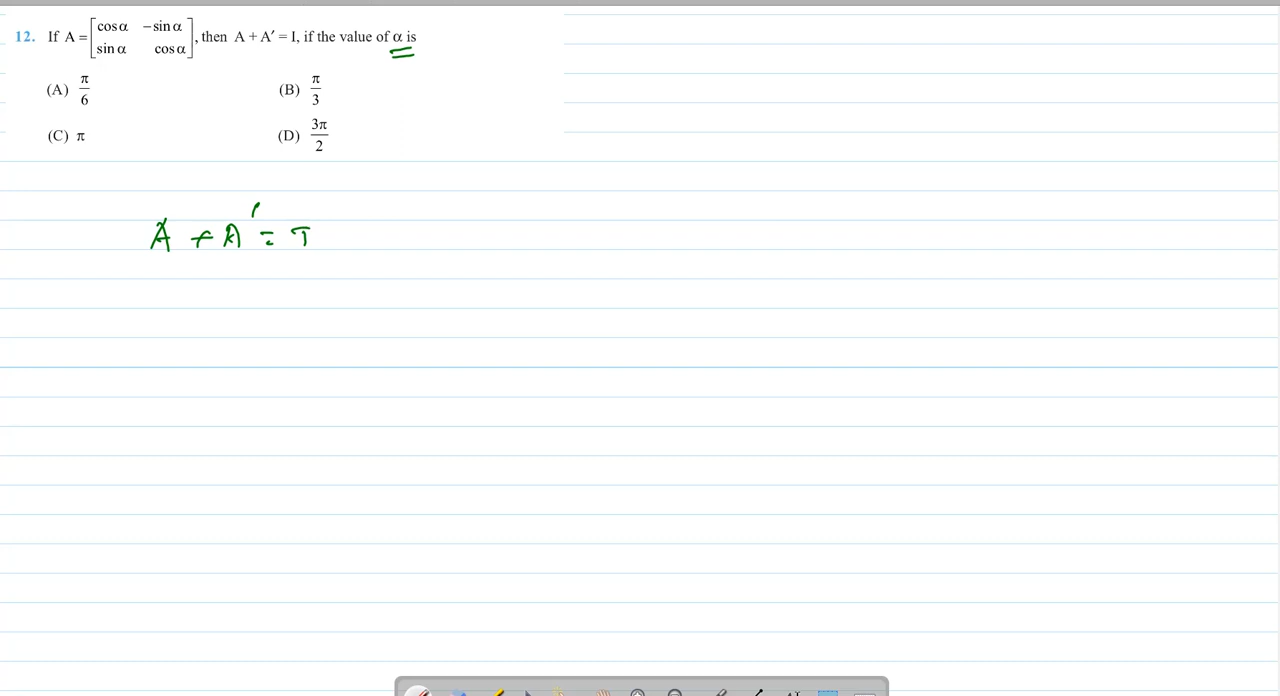 12. If A = [cos α  − sin α; sin α  cos α], then A + A′ = I, if the value of α is
(A) π/6  (B) π/3
(C) π  (D) 3π/2
A + A′ = I